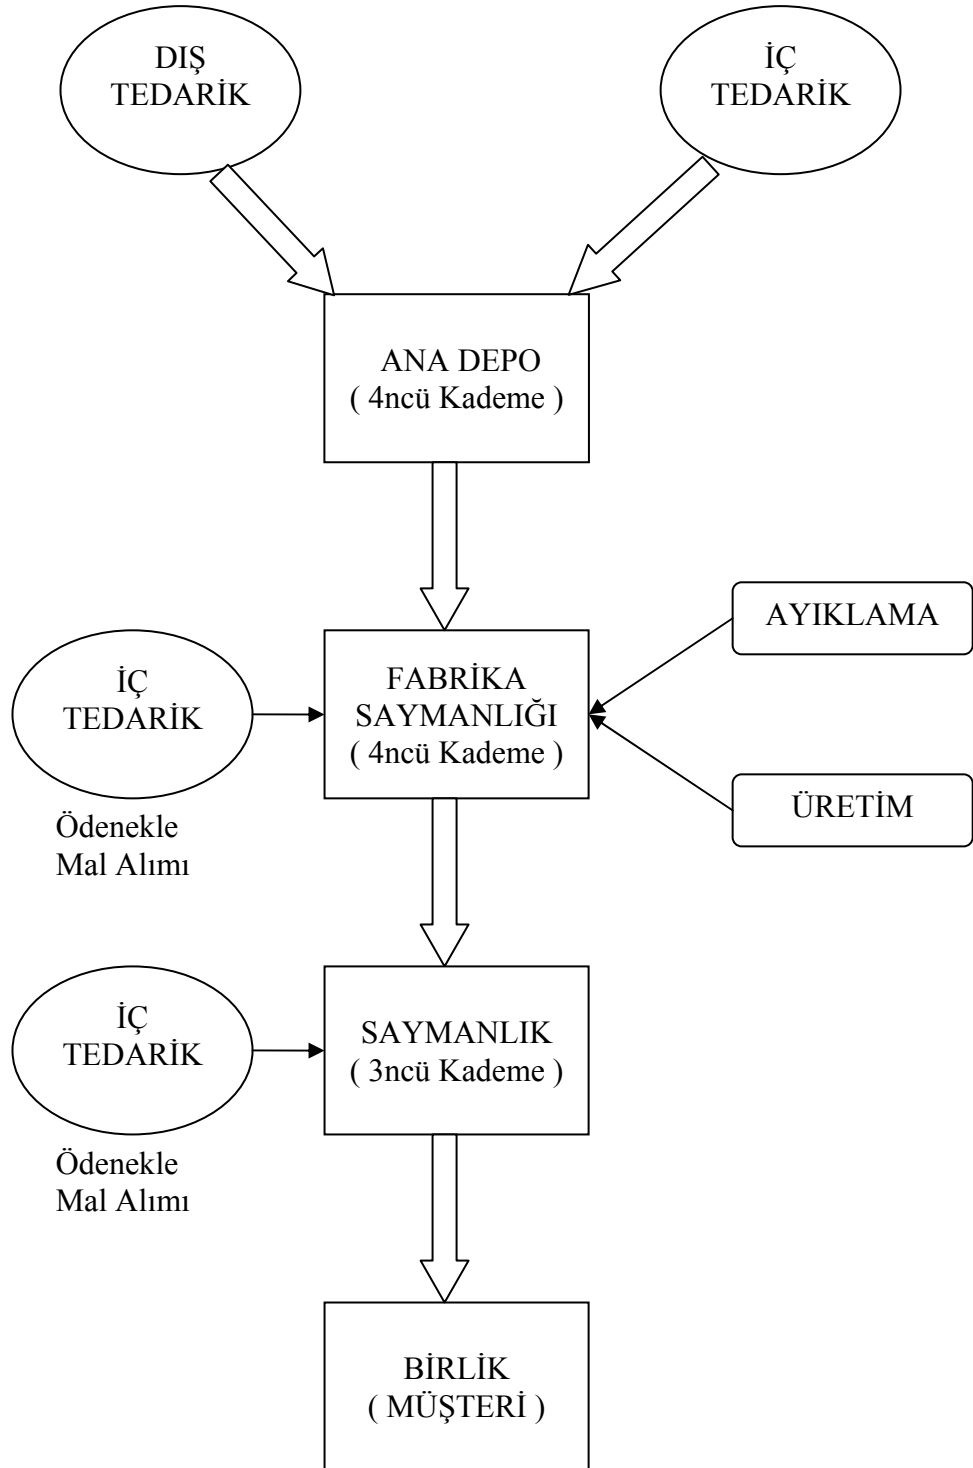 DIŞ
TEDARİK
İÇ
TEDARİK
ANA DEPO
( 4ncü Kademe )
AYIKLAMA
İÇ
TEDARİK
FABRİKA
SAYMANLIĞI
( 4ncü Kademe )
ÜRETİM
Ödenekle
Mal Alımı
İÇ
TEDARİK
SAYMANLIK
( 3ncü Kademe )
Ödenekle
Mal Alımı
BİRLİK
( MÜŞTERİ )